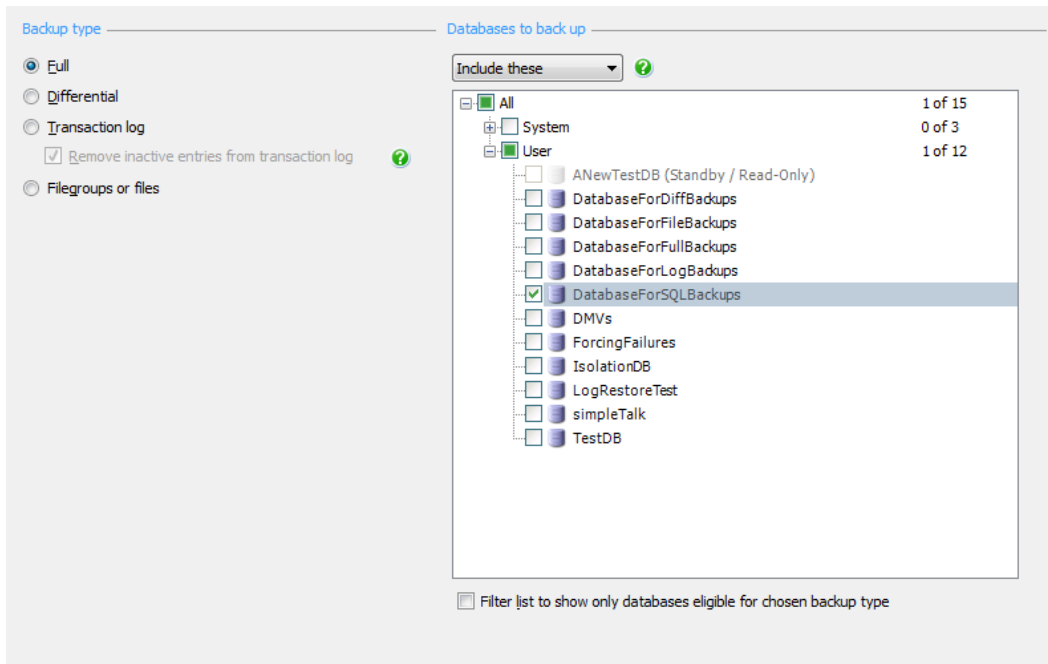 Backup type
Full
Differential
Transaction log
Remove inactive entries from transaction log
Filegroups or files
Databases to back up
Include these
All 1 of 15
System 0 of 3
User 1 of 12
ANewTestDB (Standby / Read-Only)
DatabaseForDiffBackups
DatabaseForFileBackups
DatabaseForFullBackups
DatabaseForLogBackups
DatabaseForSQLBackups
DMVs
ForcingFailures
IsolationDB
LogRestoreTest
simpleTalk
TestDB
Filter list to show only databases eligible for chosen backup type